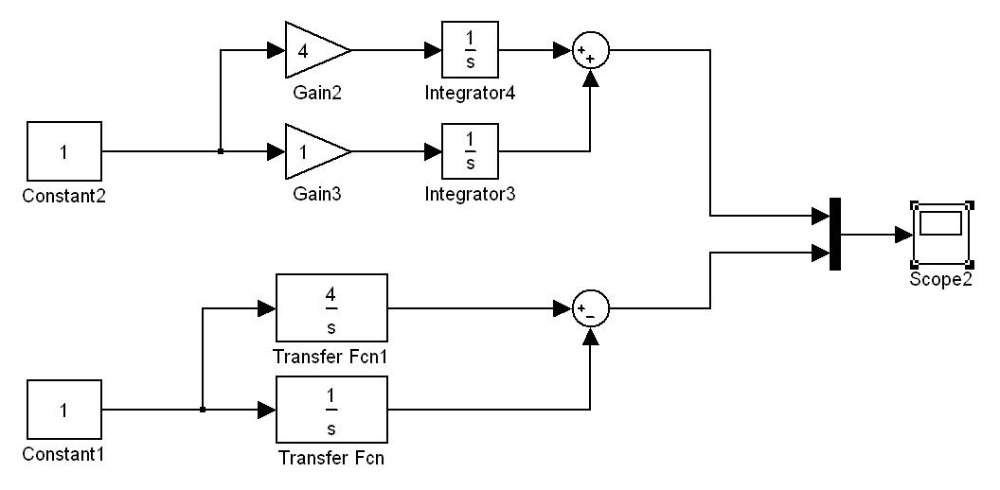 4
1
s
+
+
Gain2
Integrator4
1
1
1
s
Constant2
Gain3
Integrator3
Scope2
4
s
+
−
Transfer Fcn1
1
1
s
Constant1
Transfer Fcn